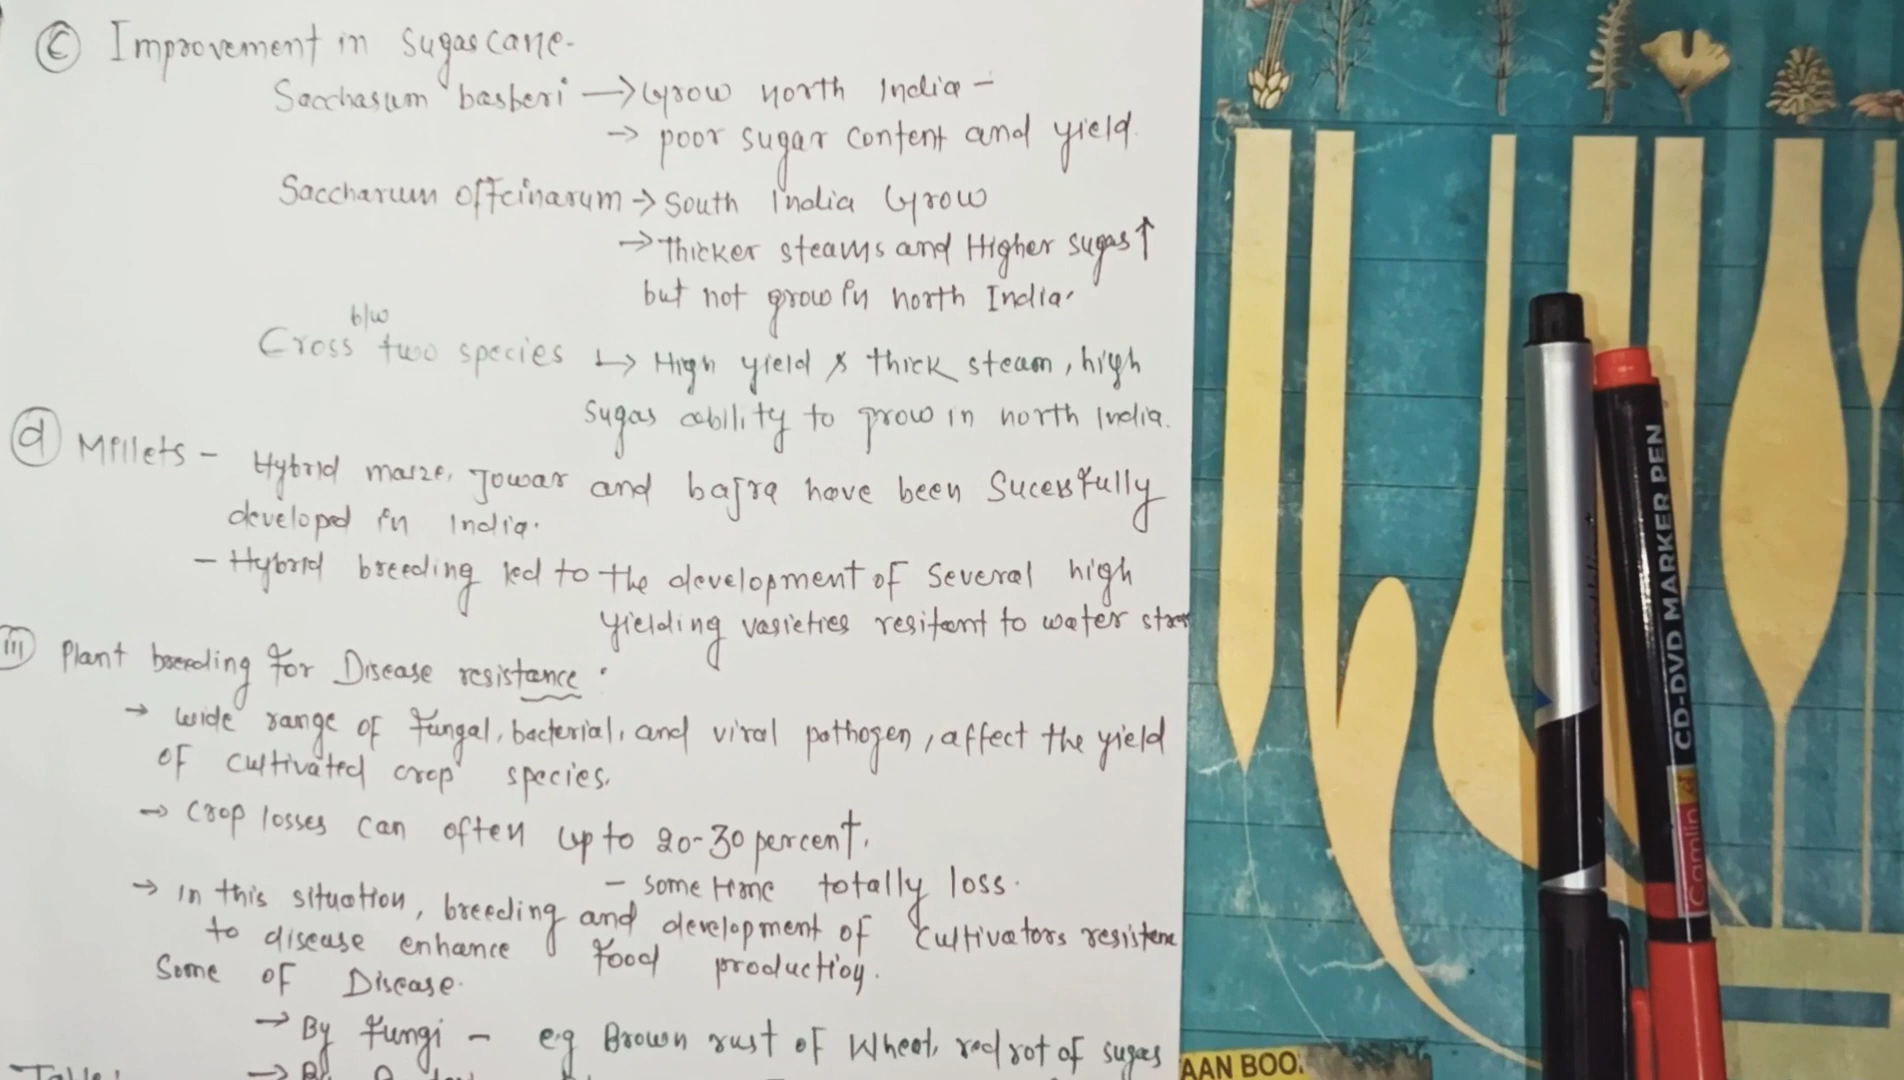 C Improvement in sugarcane-
Saccharum barberi → Grow north India -
→ poor sugar content and yield.
Saccharum offcinarum → South India Grow
→ Thicker steams and Higher sugar ↑
but not grow in north India.
b/w
Cross two species ↳ High yield & thick steam, high
sugar ability to grow in north India.
d Millets - Hybrid maize, Jowar and bajra have been Sucessfully
developed in India.
- Hybrid breeding led to the development of several high
yielding varieties resitant to water
iii Plant breeding for Disease resistance:
→ wide range of fungal, bacterial, and viral pathogen, affect the yield
of cultivated crop species.
→ Crop losses can often up to 20-30 percent.
- some time totally loss.
→ in this situation, breeding and development of cultivators
to disease enhance food production.
Some of Disease.
→ By fungi - e.g Brown rust of Wheat, red rot of sugar
CD-DVD MARKER PEN
Camlin
AAN BOO